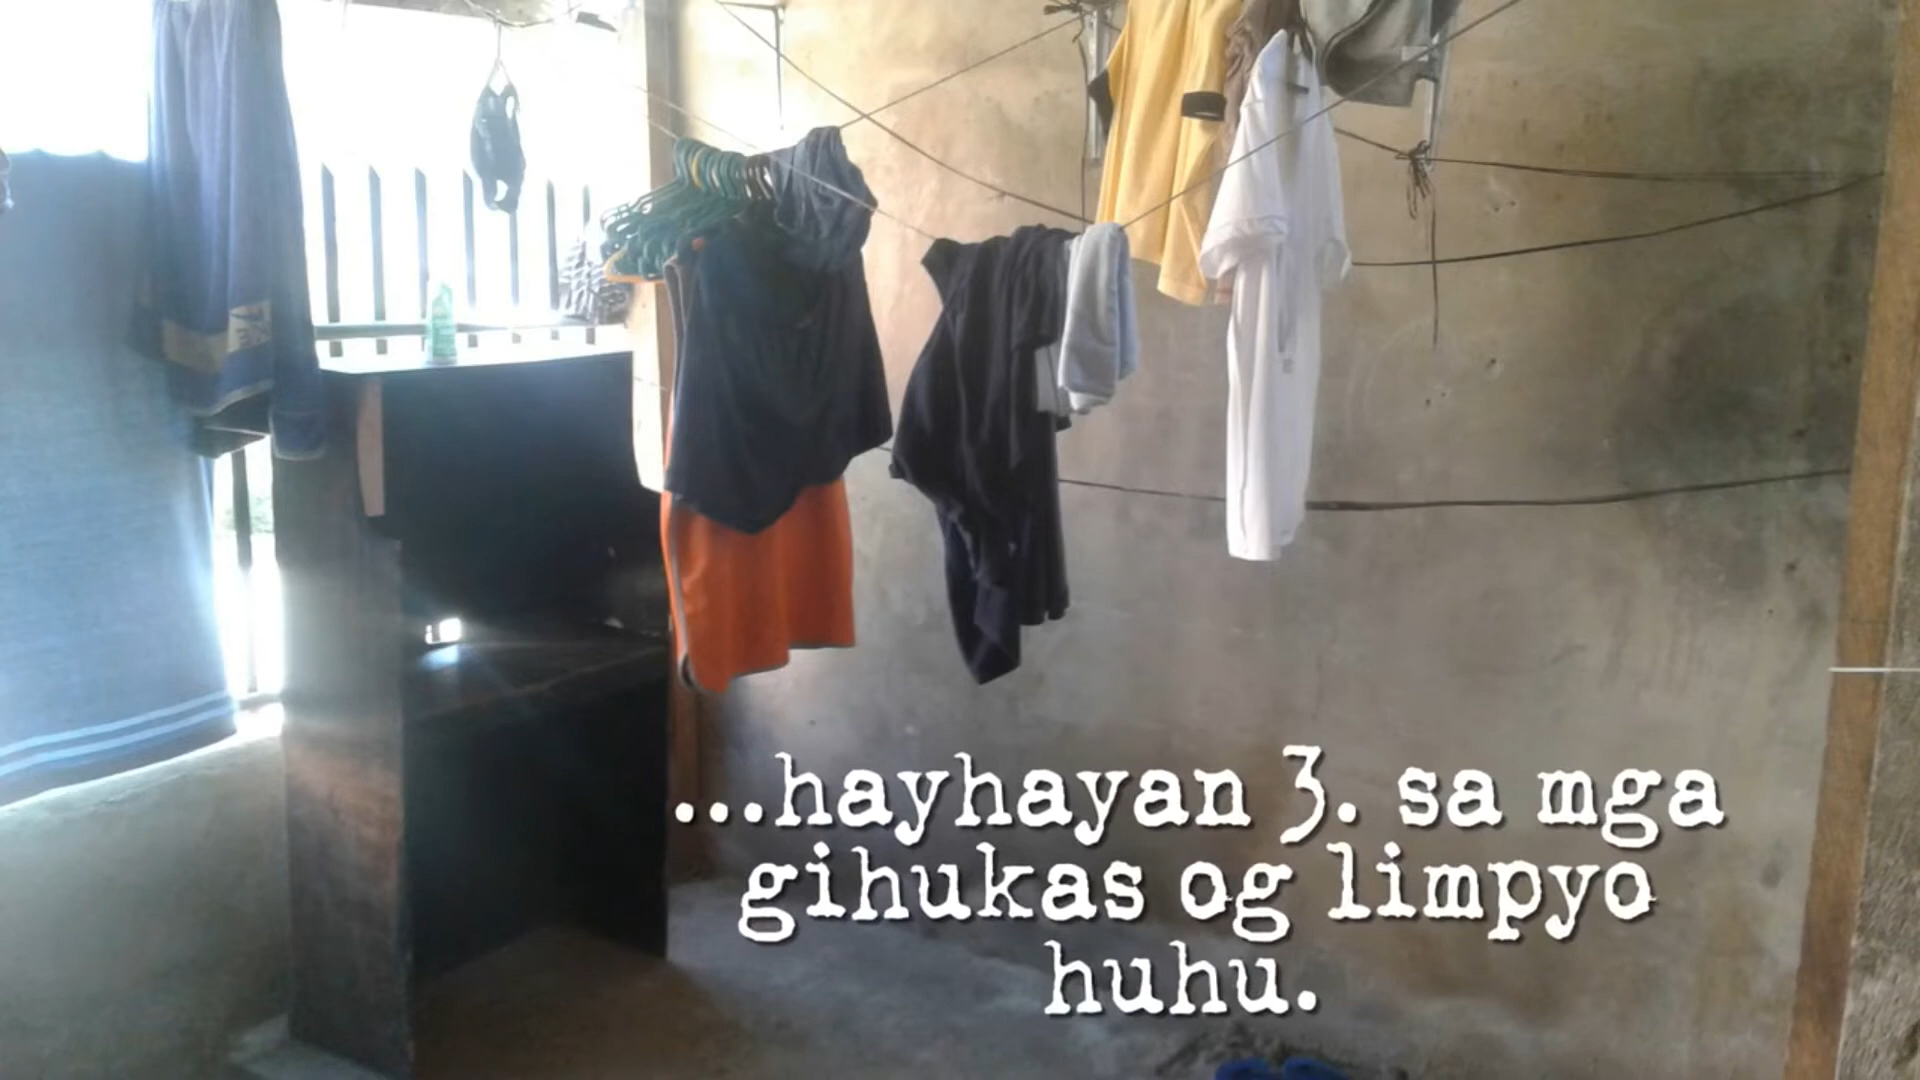 ...hayhayan 3. sa mga
gihukas og limpyo
huhu.